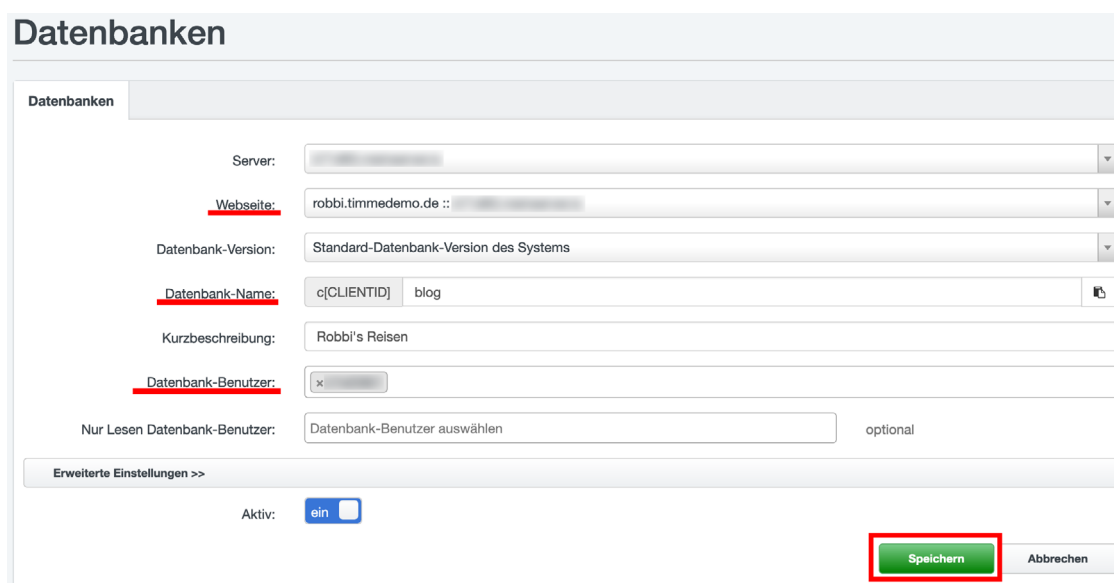 Datenbanken
Datenbanken
Server:
Webseite: robbi.timmedemo.de ::
Datenbank-Version: Standard-Datenbank-Version des Systems
Datenbank-Name: c[CLIENTID] blog
Kurzbeschreibung: Robbi's Reisen
Datenbank-Benutzer: ×
Nur Lesen Datenbank-Benutzer: Datenbank-Benutzer auswählen optional
Erweiterte Einstellungen >>
Aktiv: ein
Speichern Abbrechen